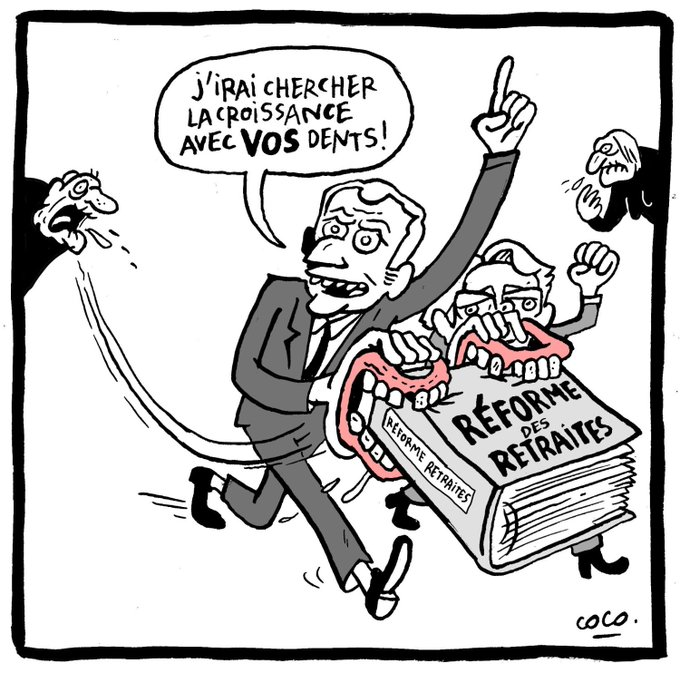 J'IRAI CHERCHER
LA CROISSANCE
AVEC VOS DENTS!
RÉFORME
DES
RETRAITES
RÉFORME RETRAITES
COCO.